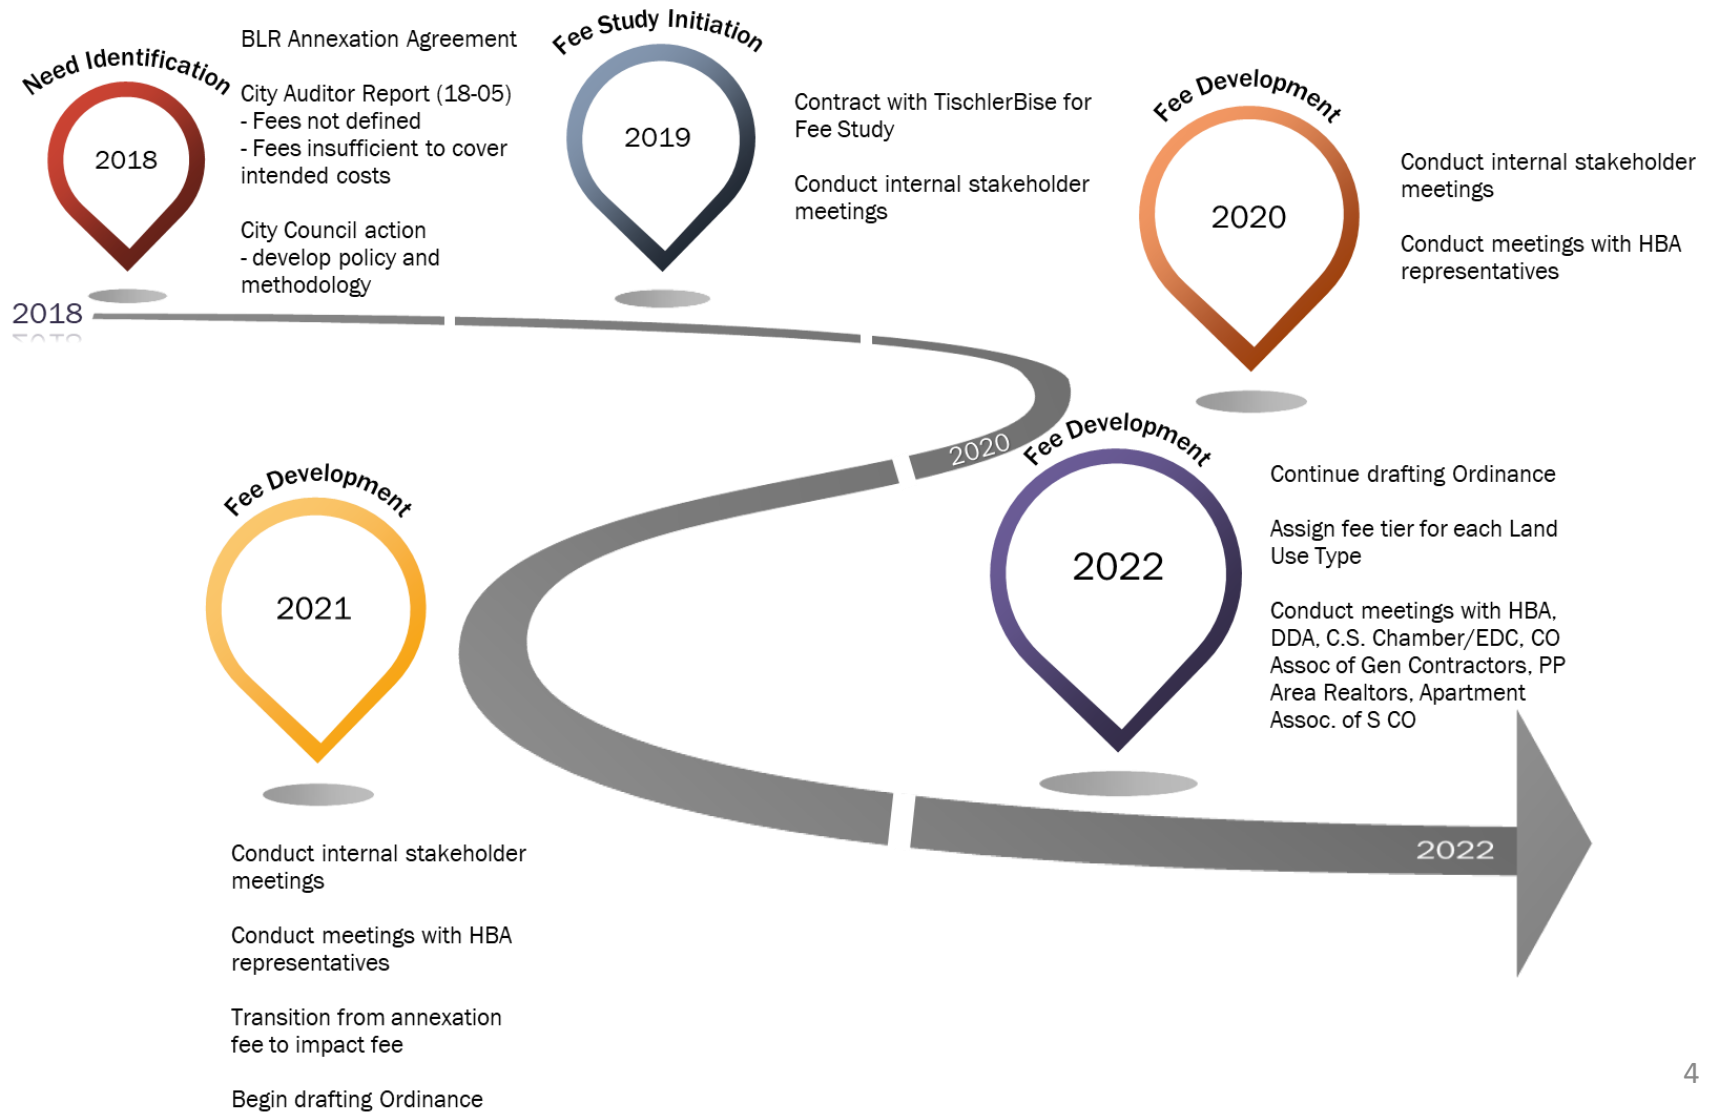 Need Identification
2018
BLR Annexation Agreement
City Auditor Report (18-05)
- Fees not defined
- Fees insufficient to cover
intended costs
City Council action
- develop policy and
methodology
Fee Study Initiation
2019
Contract with TischlerBise for
Fee Study
Conduct internal stakeholder
meetings
Fee Development
2020
Conduct internal stakeholder
meetings
Conduct meetings with HBA
representatives
2018
2020
Fee Development
2021
Conduct internal stakeholder
meetings
Conduct meetings with HBA
representatives
Transition from annexation
fee to impact fee
Begin drafting Ordinance
Fee Development
2022
Continue drafting Ordinance
Assign fee tier for each Land
Use Type
Conduct meetings with HBA,
DDA, C.S. Chamber/EDC, CO
Assoc of Gen Contractors, PP
Area Realtors, Apartment
Assoc. of S CO
2022
4